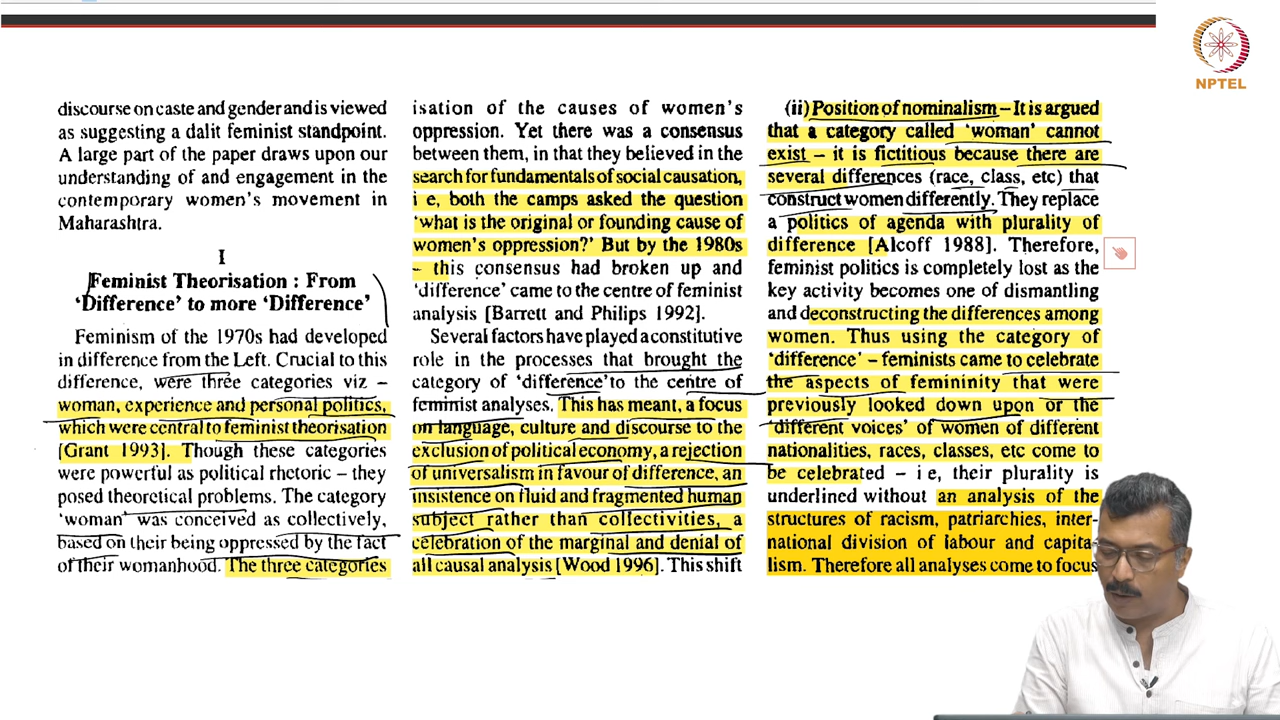 discourse on caste and gender and is viewed
as suggesting a dalit feminist standpoint.
A large part of the paper draws upon our
understanding of and engagement in the
contemporary women's movement in
Maharashtra.
I
Feminist Theorisation : From
'Difference' to more 'Difference'
Feminism of the 1970s had developed
in difference from the Left. Crucial to this
difference, were three categories viz –
woman, experience and personal politics,
which were central to feminist theorisation
[Grant 1993]. Though these categories
were powerful as political rhetoric – they
posed theoretical problems. The category
'woman' was conceived as collectively,
based on their being oppressed by the fact
of their womanhood. The three categories
isation of the causes of women's
oppression. Yet there was a consensus
between them, in that they believed in the
search for fundamentals of social causation,
i e, both the camps asked the question
'what is the original or founding cause of
women's oppression?' But by the 1980s
– this consensus had broken up and
'difference' came to the centre of feminist
analysis [Barrett and Philips 1992].
Several factors have played a constitutive
role in the processes that brought the
category of 'difference' to the centre of
feminist analyses. This has meant, a focus
on language, culture and discourse to the
exclusion of political economy, a rejection
of universalism in favour of difference, an
insistence on fluid and fragmented human
subject rather than collectivities, a
celebration of the marginal and denial of
all causal analysis [Wood 1996]. This shift
(ii) Position of nominalism – It is argued
that a category called 'woman' cannot
exist – it is fictitious because there are
several differences (race, class, etc) that
construct women differently. They replace
a politics of agenda with plurality of
difference [Alcoff 1988]. Therefore,
feminist politics is completely lost as the
key activity becomes one of dismantling
and deconstructing the differences among
women. Thus using the category of
'difference' – feminists came to celebrate
the aspects of femininity that were
previously looked down upon or the
'different voices' of women of different
nationalities, races, classes, etc come to
be celebrated – i e, their plurality is
underlined without an analysis of the
structures of racism, patriarchies, inter-
national division of labour and capita-
lism. Therefore all analyses come to focus
NPTEL